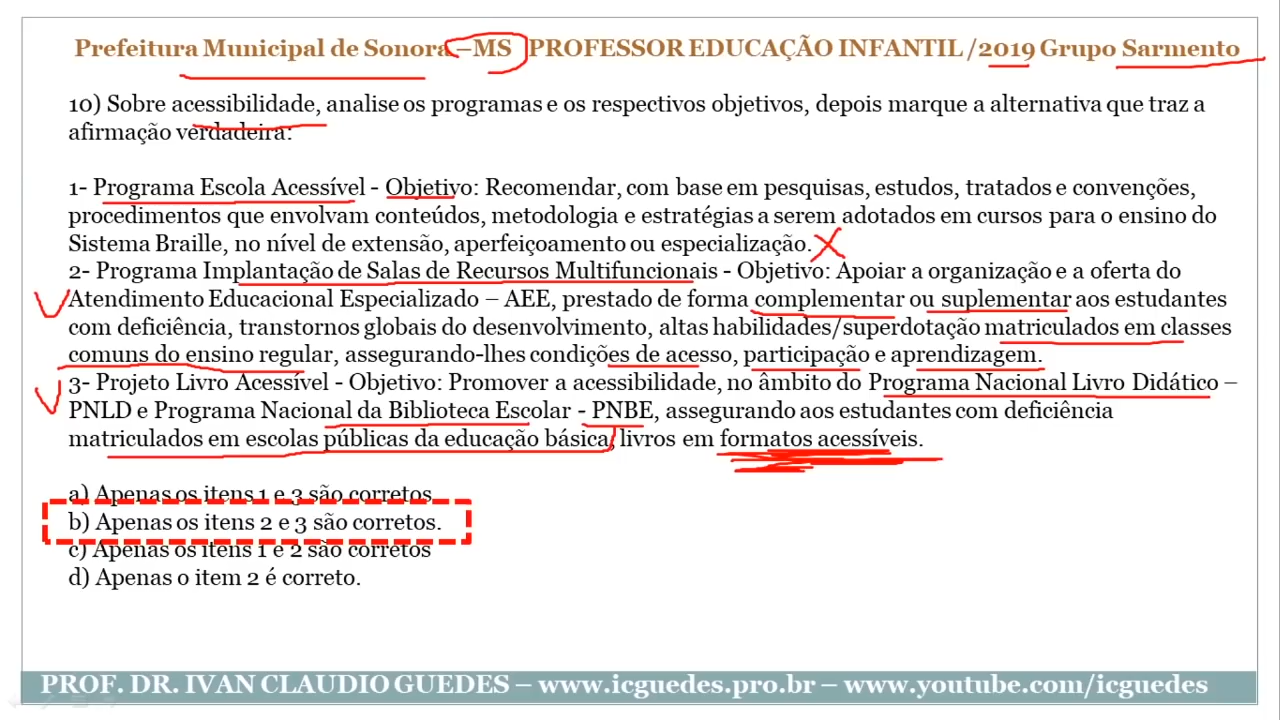 Prefeitura Municipal de Sonora –MS PROFESSOR EDUCAÇÃO INFANTIL /2019 Grupo Sarmento
10) Sobre acessibilidade, analise os programas e os respectivos objetivos, depois marque a alternativa que traz a
afirmação verdadeira:
1- Programa Escola Acessível - Objetivo: Recomendar, com base em pesquisas, estudos, tratados e convenções,
procedimentos que envolvam conteúdos, metodologia e estratégias a serem adotados em cursos para o ensino do
Sistema Braille, no nível de extensão, aperfeiçoamento ou especialização.
2- Programa Implantação de Salas de Recursos Multifuncionais - Objetivo: Apoiar a organização e a oferta do
Atendimento Educacional Especializado – AEE, prestado de forma complementar ou suplementar aos estudantes
com deficiência, transtornos globais do desenvolvimento, altas habilidades/superdotação matriculados em classes
comuns do ensino regular, assegurando-lhes condições de acesso, participação e aprendizagem.
3- Projeto Livro Acessível - Objetivo: Promover a acessibilidade, no âmbito do Programa Nacional Livro Didático –
PNLD e Programa Nacional da Biblioteca Escolar - PNBE, assegurando aos estudantes com deficiência
matriculados em escolas públicas da educação básica, livros em formatos acessíveis.
a) Apenas os itens 1 e 3 são corretos
b) Apenas os itens 2 e 3 são corretos.
c) Apenas os itens 1 e 2 são corretos
d) Apenas o item 2 é correto.
PROF. DR. IVAN CLAUDIO GUEDES – www.icguedes.pro.br – www.youtube.com/icguedes